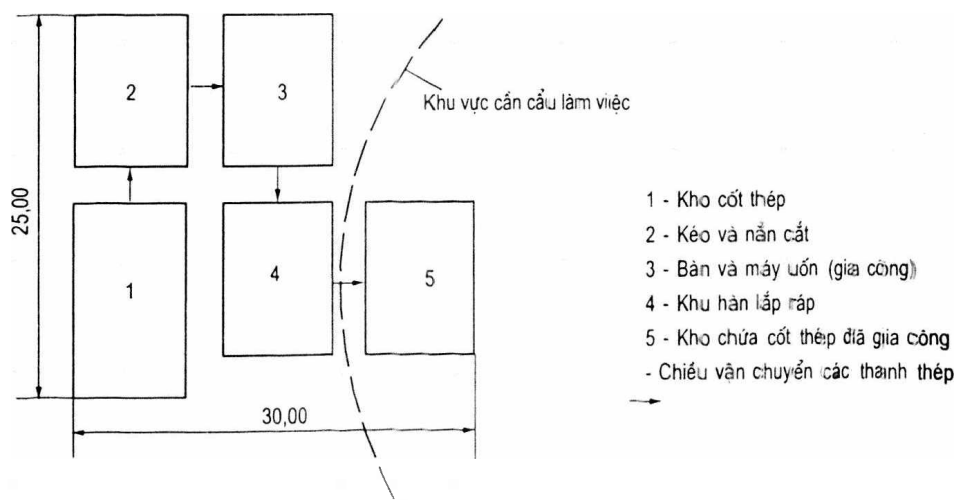 2
3
Khu vực cần cẩu làm việc
25,00
1
4
5
30,00
1 - Kho cốt thép
2 - Kéo và nắn cắt
3 - Bàn và máy uốn (gia công)
4 - Khu hàn lắp ráp
5 - Kho chứa cốt thép đã gia công
- Chiều vận chuyển các thanh thép